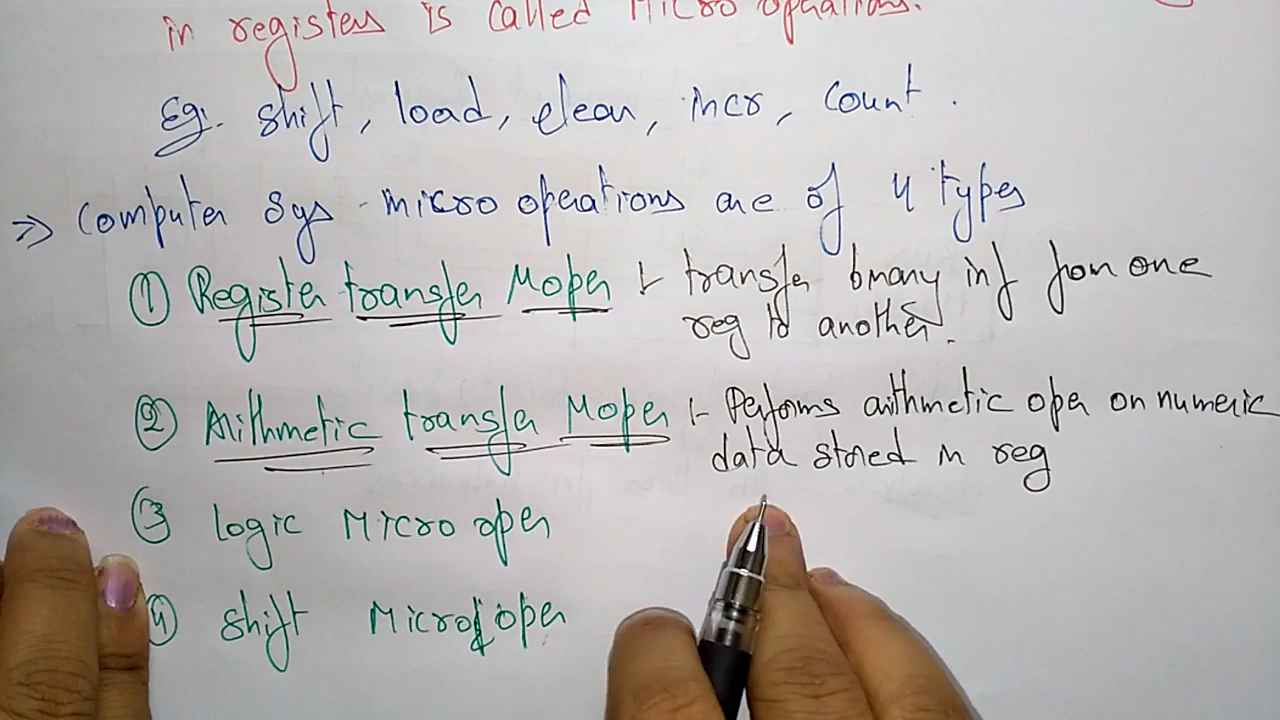 in registers is called Micro operations.
Eg. shift, load, clear, incr, count.
=> Computer Sys - micro operations are of 4 types
① Register transfer Moper :- transfer binary inf from one
reg to another.
② Arithmetic transfer Moper :- Performs arithmetic oper on numeric
data stored in reg
③ logic Micro oper
④ shift Micro oper